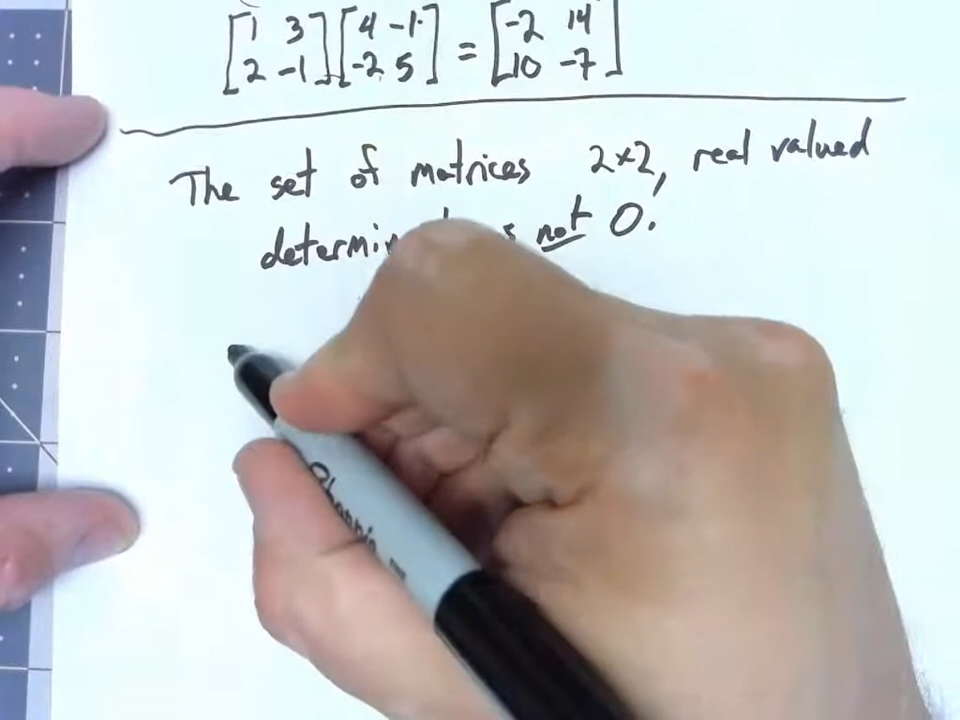 [1 3] [4 -1] = [-2 14]
[2 -1] [-2 5] [10 -7]
The set of matrices 2×2, real valued
not 0.